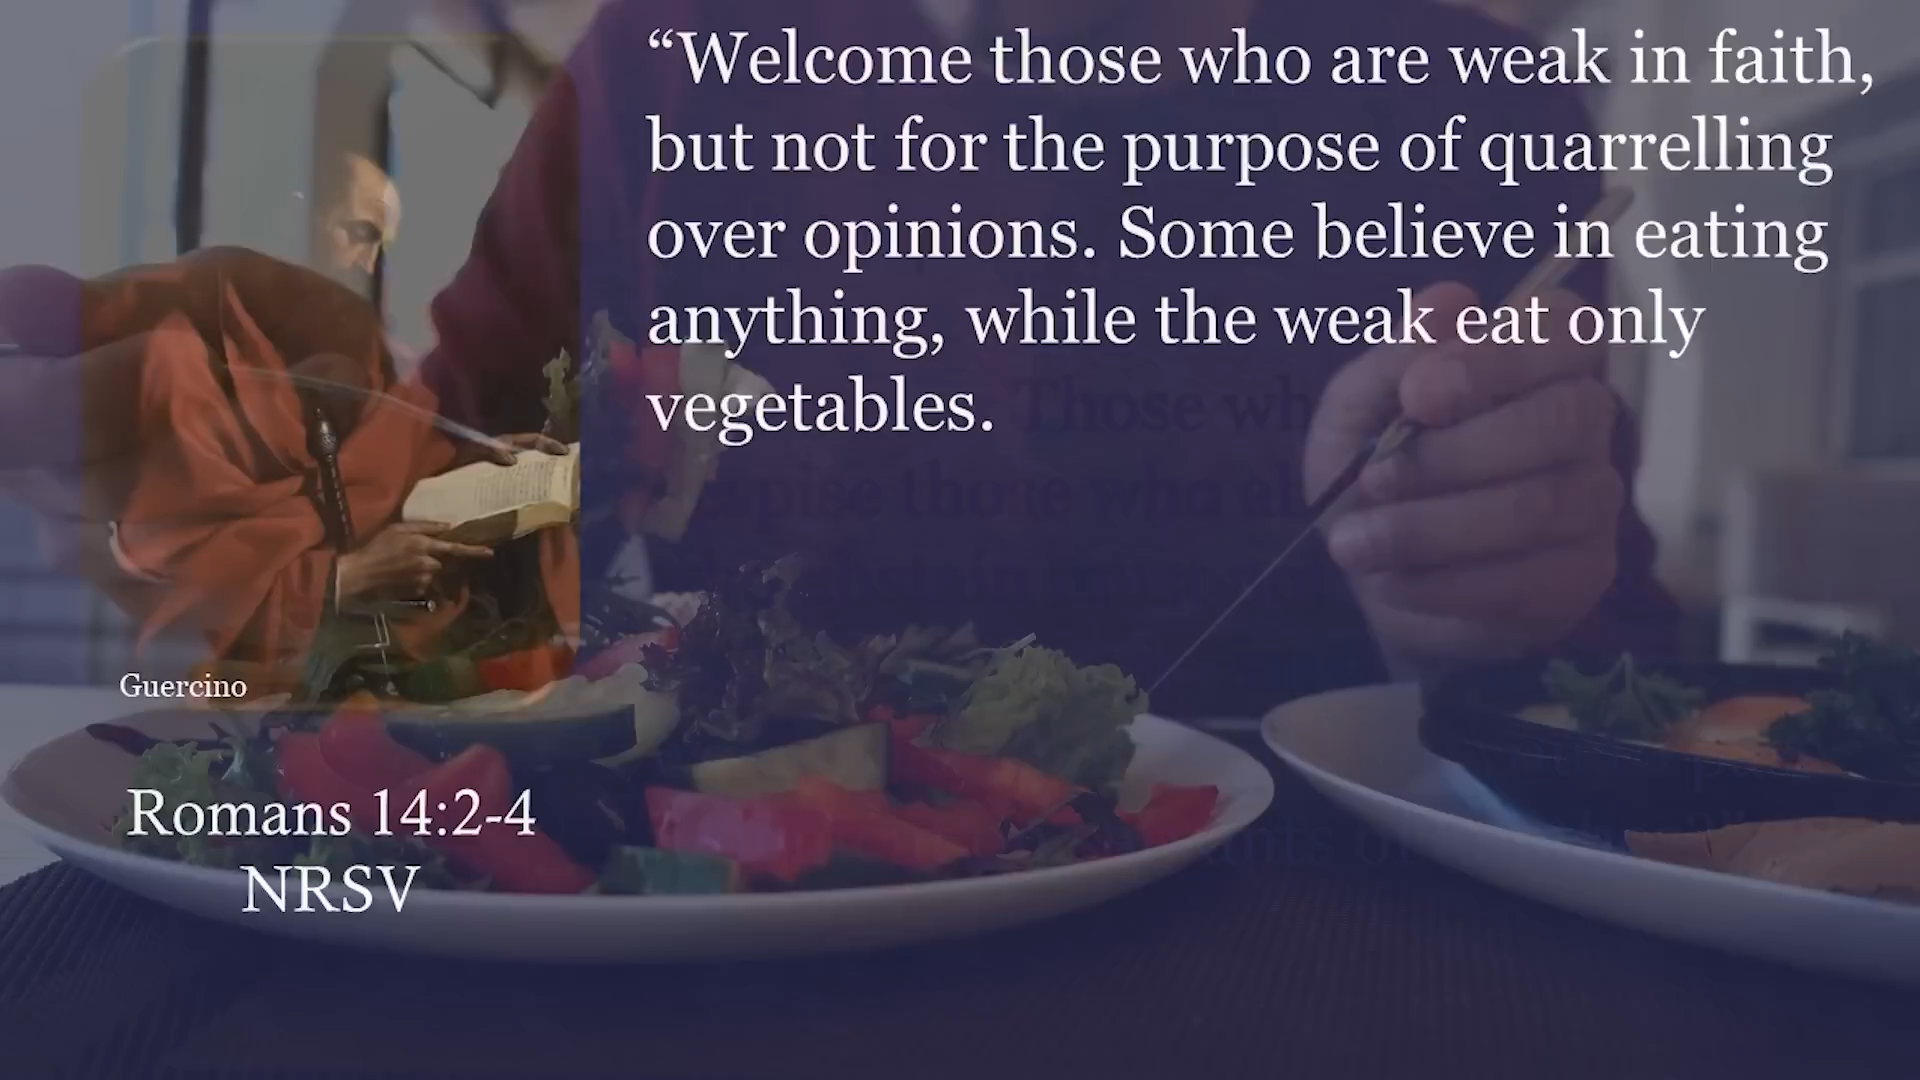 “Welcome those who are weak in faith,
but not for the purpose of quarrelling
over opinions. Some believe in eating
anything, while the weak eat only
vegetables. Those
Guercino
Romans 14:2-4
NRSV